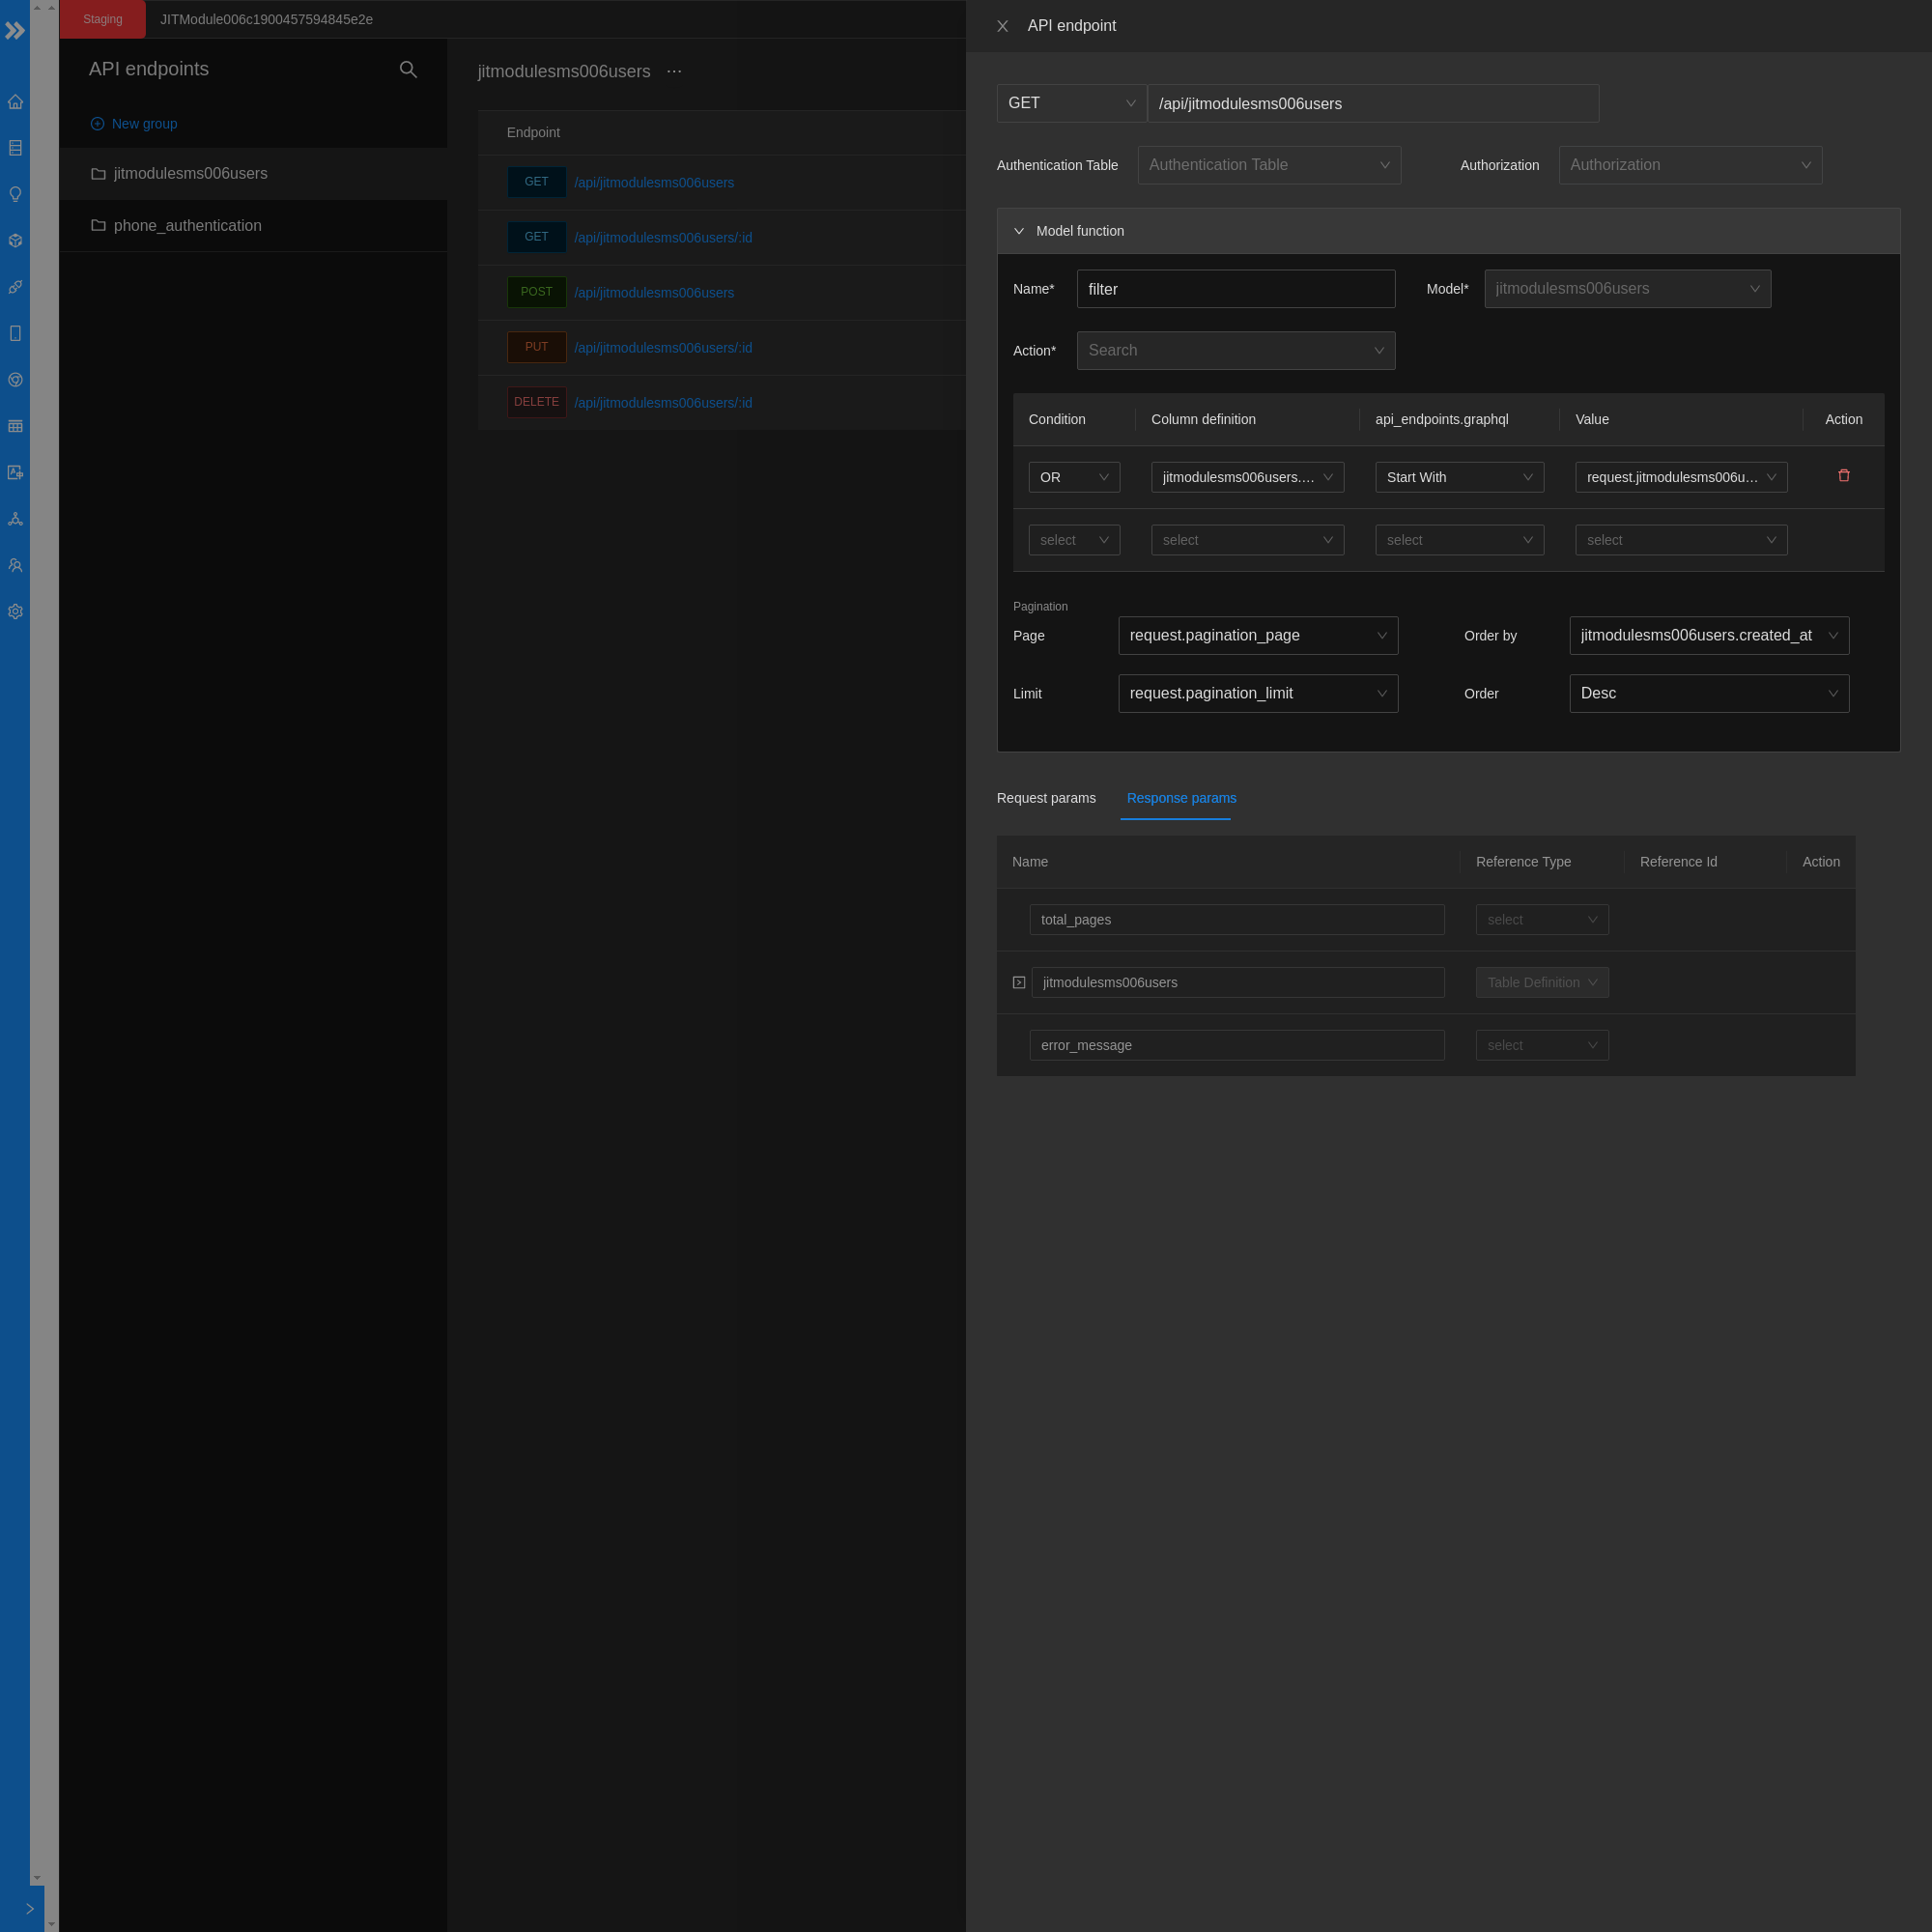 Staging
JITModule006c1900457594845e2e
API endpoints
New group
jitmodulesms006users
phone_authentication
jitmodulesms006users ...
Endpoint
GET /api/jitmodulesms006users
GET /api/jitmodulesms006users/:id
POST /api/jitmodulesms006users
PUT /api/jitmodulesms006users/:id
DELETE /api/jitmodulesms006users/:id
API endpoint
GET /api/jitmodulesms006users
Authentication Table Authentication Table Authorization Authorization
Model function
Name* filter Model* jitmodulesms006users
Action* Search
Condition Column definition api_endpoints.graphql Value Action
OR jitmodulesms006users.... Start With request.jitmodulesms006u...
select select select select
Pagination
Page request.pagination_page Order by jitmodulesms006users.created_at
Limit request.pagination_limit Order Desc
Request params Response params
Name Reference Type Reference Id Action
total_pages select
jitmodulesms006users Table Definition
error_message select